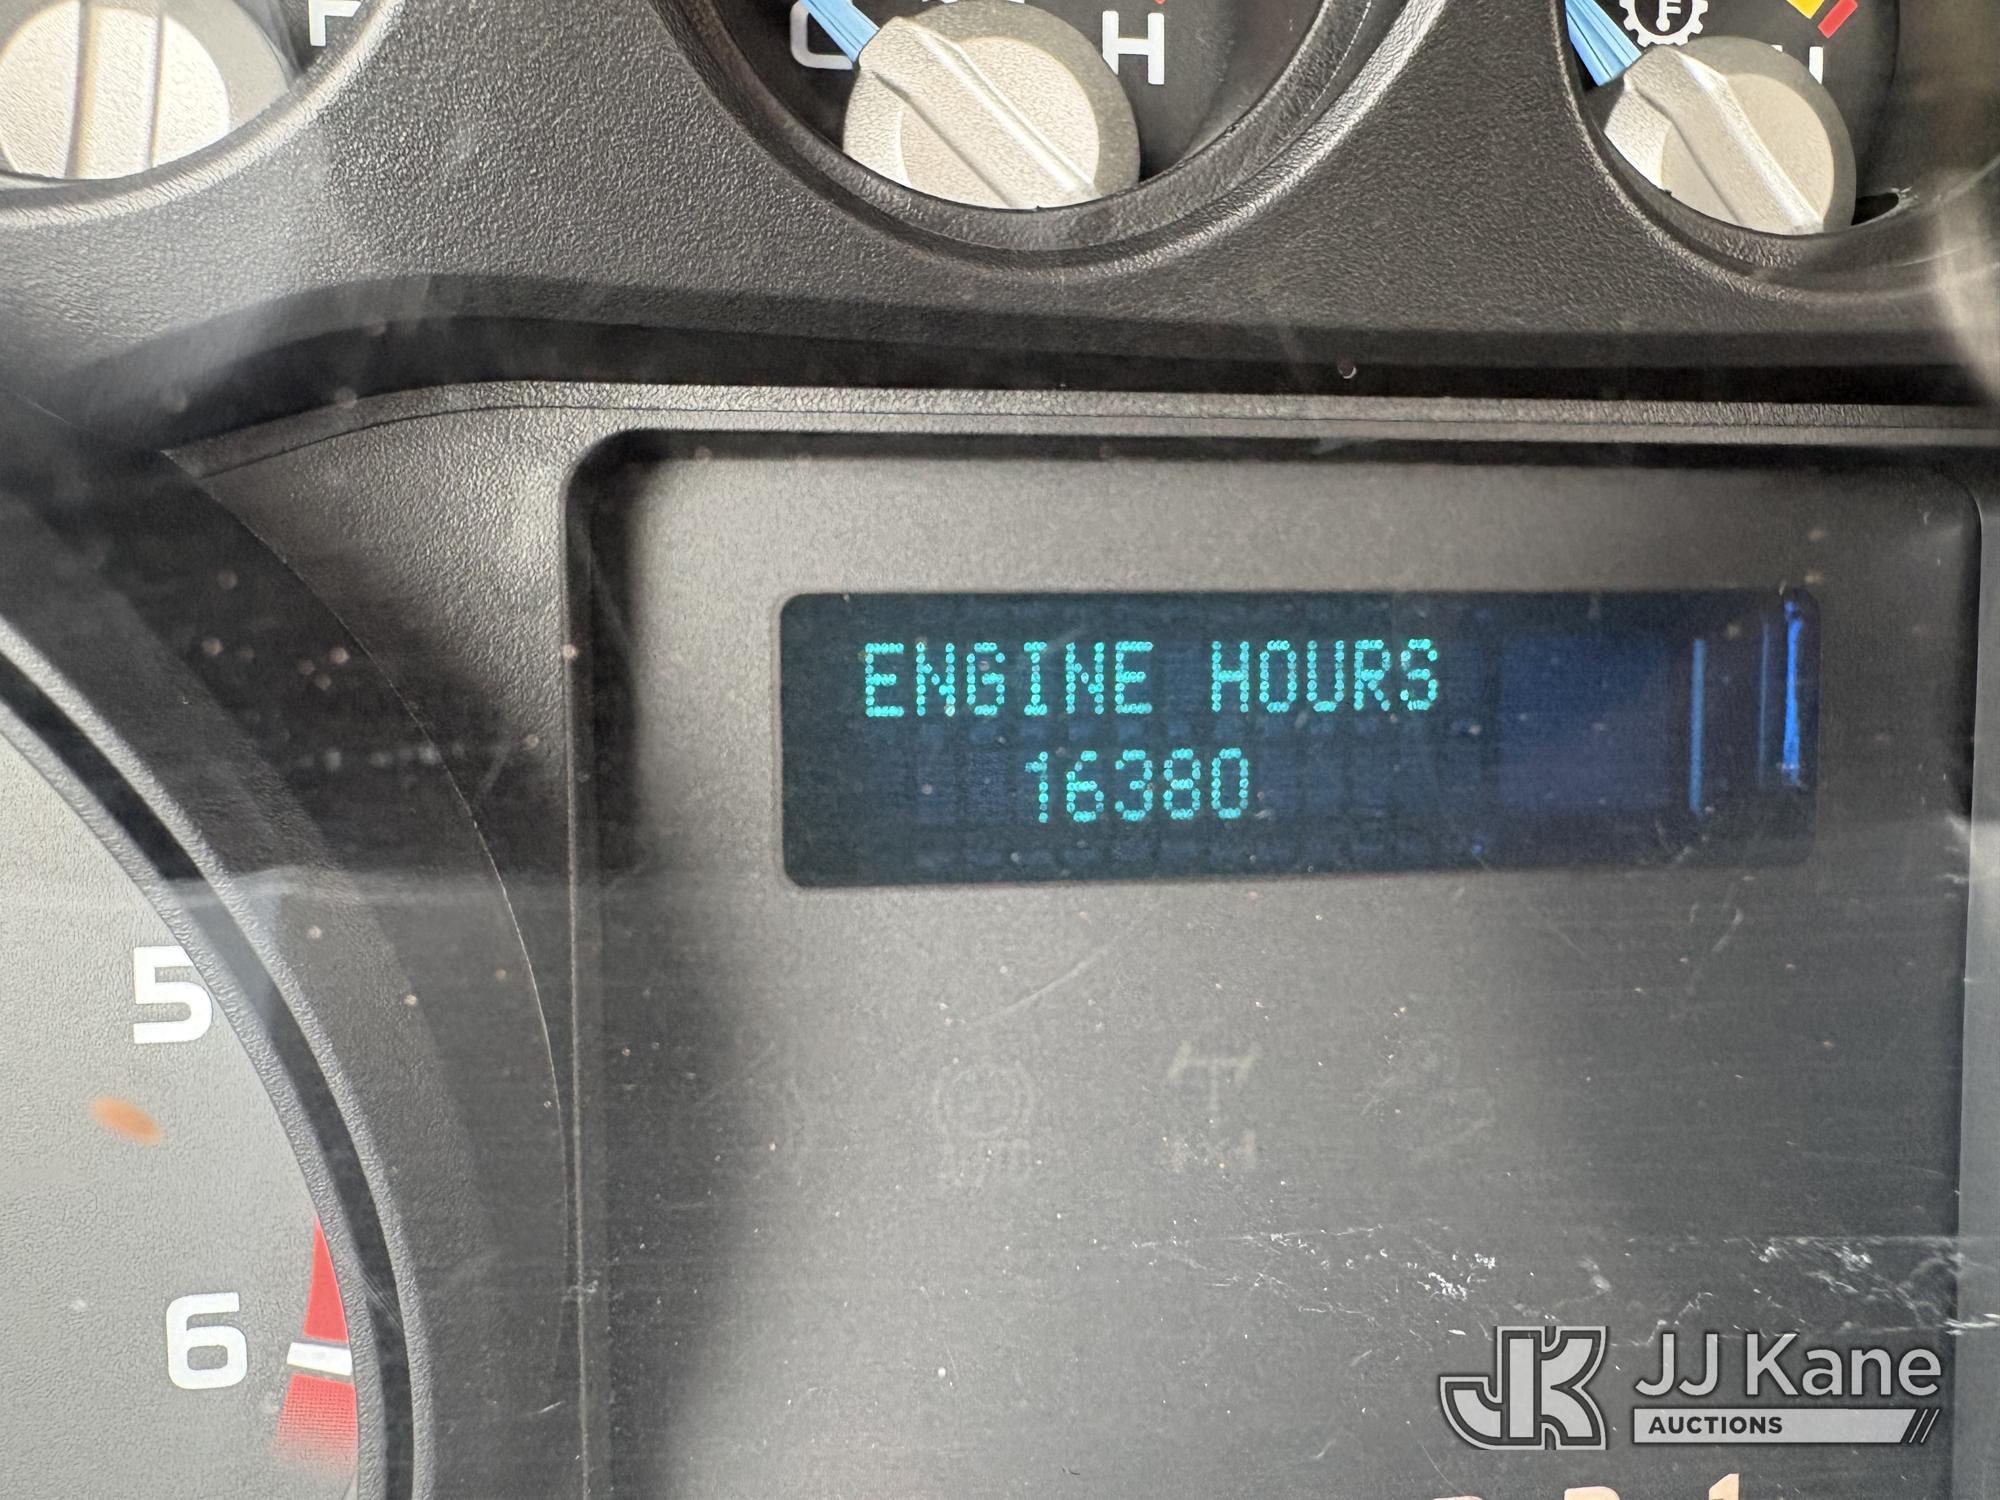 F
C H
F H
ENGINE HOURS
16380
5
6
JJ Kane
AUCTIONS